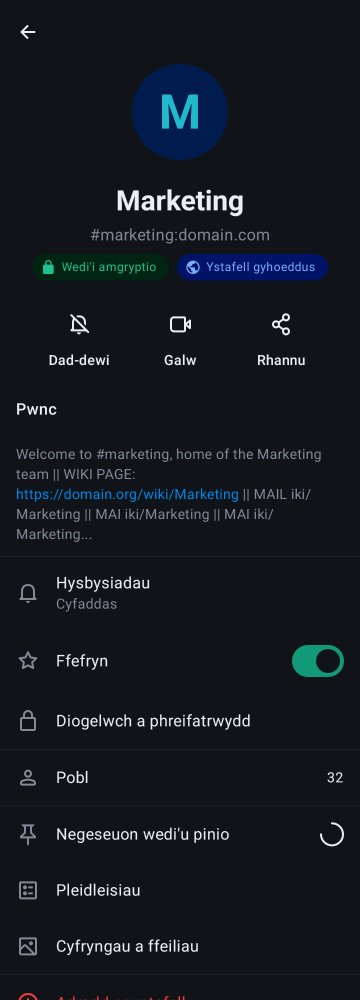 M
Marketing
#marketing:domain.com
Wedi'i amgryptio Ystafell gyhoeddus
Dad-dewi Galw Rhannu
Pwnc
Welcome to #marketing, home of the Marketing
team || WIKI PAGE:
https://domain.org/wiki/Marketing || MAIL iki/
Marketing || MAI iki/Marketing || MAI iki/
Marketing...
Hysbysiadau
Cyfaddas
Ffefryn
Diogelwch a phreifatrwydd
Pobl 32
Negeseuon wedi'u pinio
Pleidleisiau
Cyfryngau a ffeiliau